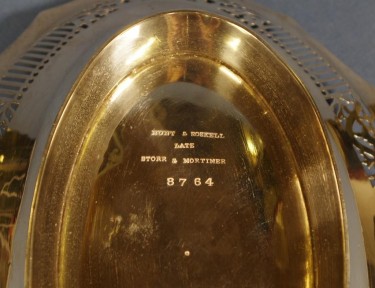 HUNT & ROSKELL
LATE
STORR & MORTIMER
8764